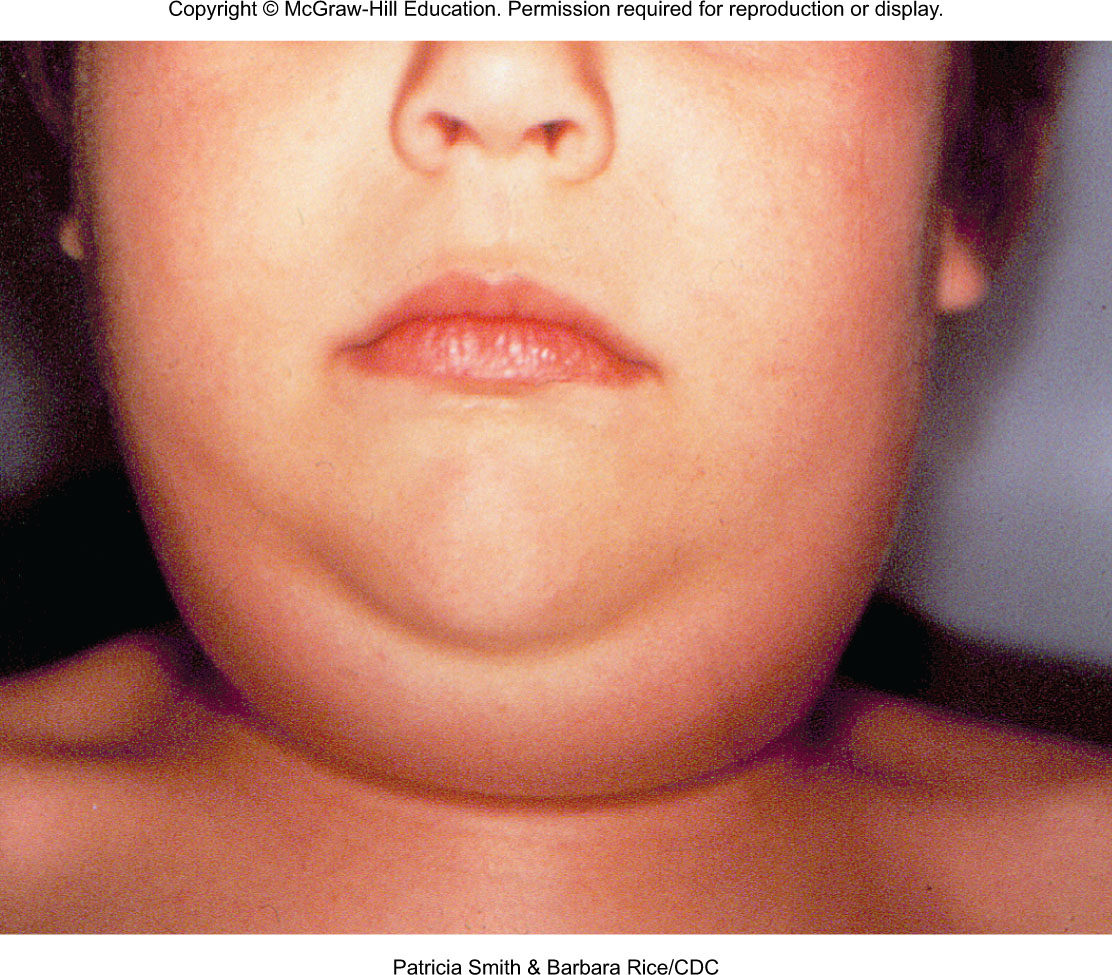 Copyright © McGraw-Hill Education. Permission required for reproduction or display.
Patricia Smith & Barbara Rice/CDC